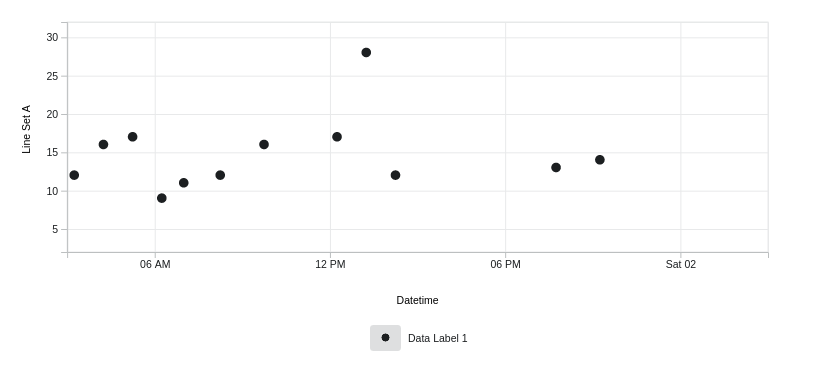 Line Set A
30
25
20
15
10
5
06 AM
12 PM
06 PM
Sat 02
Datetime
Data Label 1